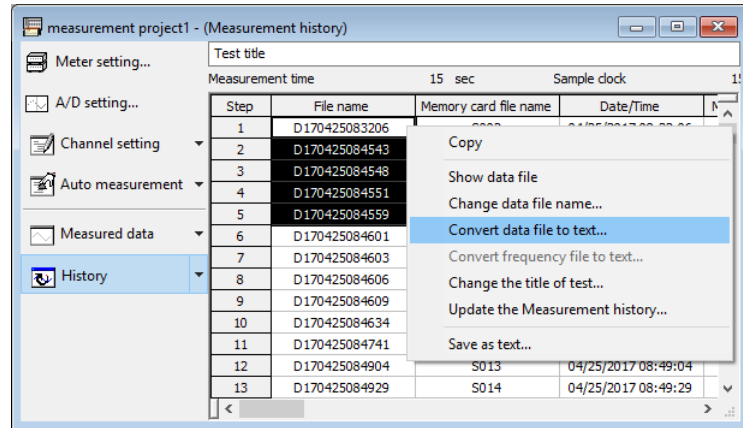 measurement project1 - (Measurement history)
Meter setting...
A/D setting...
Channel setting
Auto measurement
Measured data
History
Test title
Measurement time 15 sec Sample clock
Step File name Memory card file name Date/Time
1 D170425083206
2 D170425084543
3 D170425084548
4 D170425084551
5 D170425084559
6 D170425084601
7 D170425084603
8 D170425084606
9 D170425084609
10 D170425084634
11 D170425084741
12 D170425084904 S013 04/25/2017 08:49:04
13 D170425084929 S014 04/25/2017 08:49:29
Copy
Show data file
Change data file name...
Convert data file to text...
Convert frequency file to text...
Change the title of test...
Update the Measurement history...
Save as text...